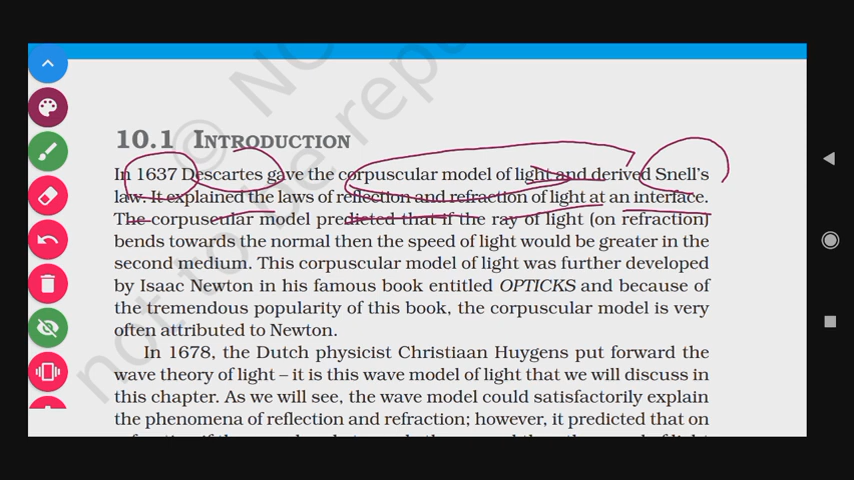 © NO
not to be repu
10.1 INTRODUCTION
In 1637 Descartes gave the corpuscular model of light and derived Snell's
law. It explained the laws of reflection and refraction of light at an interface.
The corpuscular model predicted that if the ray of light (on refraction)
bends towards the normal then the speed of light would be greater in the
second medium. This corpuscular model of light was further developed
by Isaac Newton in his famous book entitled OPTICKS and because of
the tremendous popularity of this book, the corpuscular model is very
often attributed to Newton.
In 1678, the Dutch physicist Christiaan Huygens put forward the
wave theory of light – it is this wave model of light that we will discuss in
this chapter. As we will see, the wave model could satisfactorily explain
the phenomena of reflection and refraction; however, it predicted that on